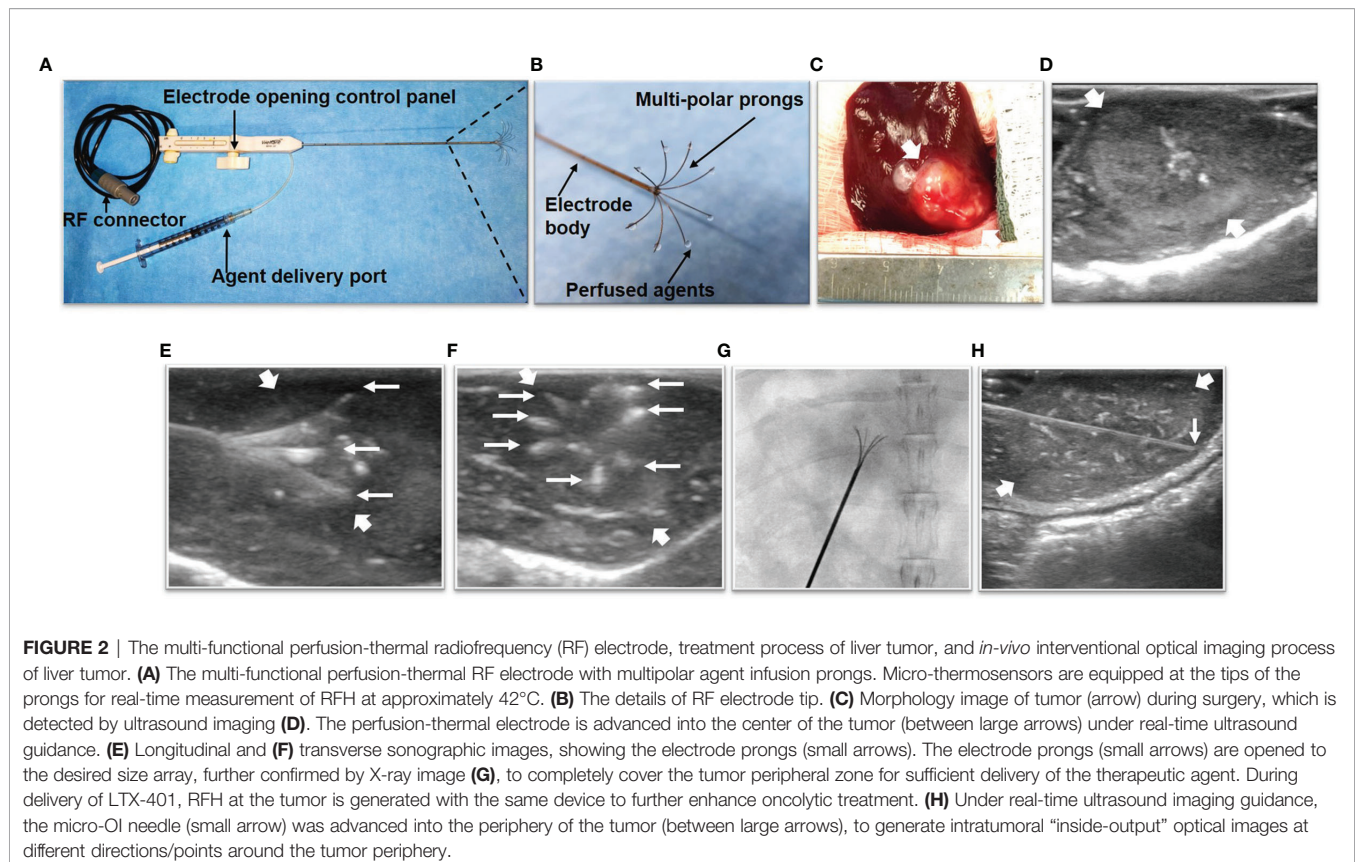 A
B
C
D
Electrode opening control panel
RF connector
Agent delivery port
Multi-polar prongs
Electrode
body
Perfused agents
E
F
G
H
FIGURE 2 | The multi-functional perfusion-thermal radiofrequency (RF) electrode, treatment process of liver tumor, and in-vivo interventional optical imaging process
of liver tumor. (A) The multi-functional perfusion-thermal RF electrode with multipolar agent infusion prongs. Micro-thermosensors are equipped at the tips of the
prongs for real-time measurement of RFH at approximately 42°C. (B) The details of RF electrode tip. (C) Morphology image of tumor (arrow) during surgery, which is
detected by ultrasound imaging (D). The perfusion-thermal electrode is advanced into the center of the tumor (between large arrows) under real-time ultrasound
guidance. (E) Longitudinal and (F) transverse sonographic images, showing the electrode prongs (small arrows). The electrode prongs (small arrows) are opened to
the desired size array, further confirmed by X-ray image (G), to completely cover the tumor peripheral zone for sufficient delivery of the therapeutic agent. During
delivery of LTX-401, RFH at the tumor is generated with the same device to further enhance oncolytic treatment. (H) Under real-time ultrasound imaging guidance,
the micro-OI needle (small arrow) was advanced into the periphery of the tumor (between large arrows), to generate intratumoral “inside-output” optical images at
different directions/points around the tumor periphery.